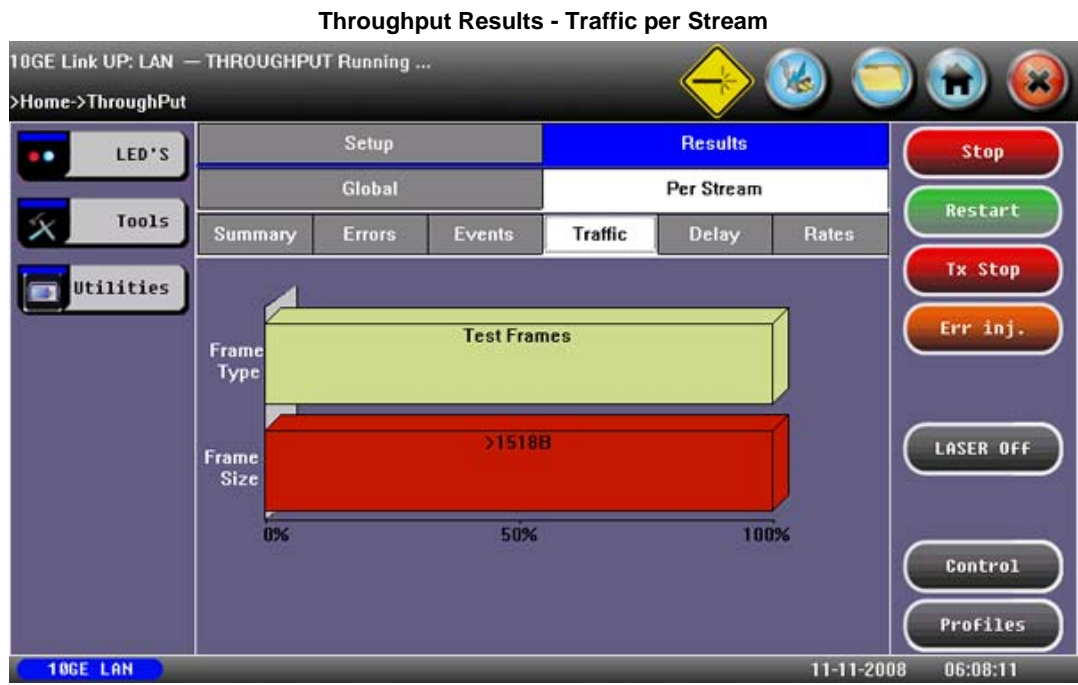 Throughput Results - Traffic per Stream
10GE Link UP: LAN — THROUGHPUT Running ...
>Home->ThroughPut
LED'S
Tools
Utilities
Setup
Results
Global
Per Stream
Summary
Errors
Events
Traffic
Delay
Rates
Frame
Type
Test Frames
Frame
Size
>1518B
0%
50%
100%
Stop
Restart
Tx Stop
Err inj.
LASER Off
Control
Profiles
10GE LAN
11-11-2008
06:08:11